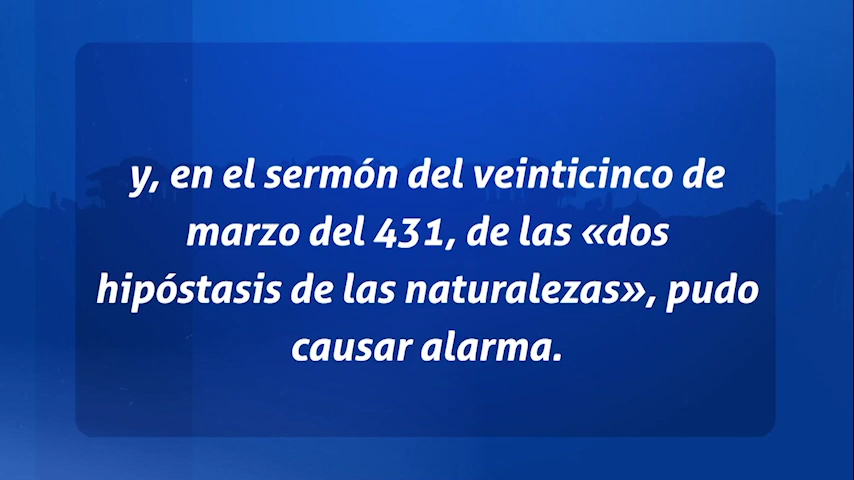 y, en el sermón del veinticinco de
marzo del 431, de las «dos
hipóstasis de las naturalezas», pudo
causar alarma.